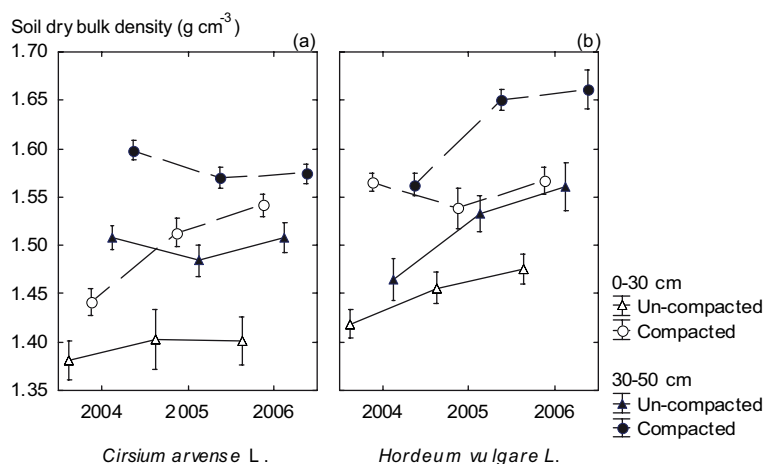 Soil dry bulk density (g cm-3)
(a)
(b)
1.70
1.65
1.60
1.55
1.50
1.45
1.40
1.35
2004 2005 2006
2004 2005 2006
Cirsium arvense L.
Hordeum vulgare L.
0-30 cm
Un-compacted
Compacted
30-50 cm
Un-compacted
Compacted